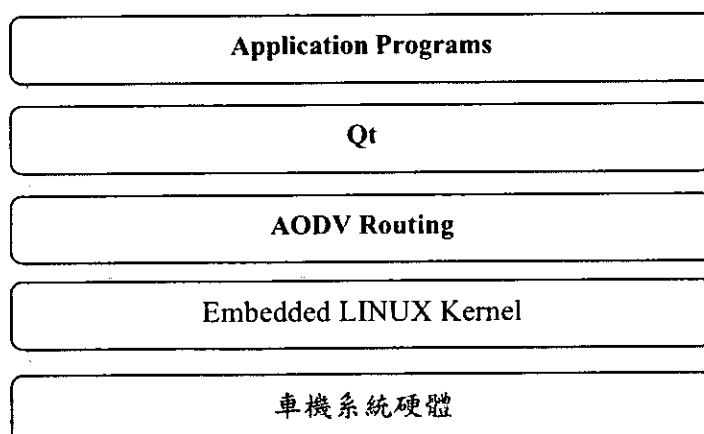 Application Programs
Qt
AODV Routing
Embedded LINUX Kernel
車機系統硬體